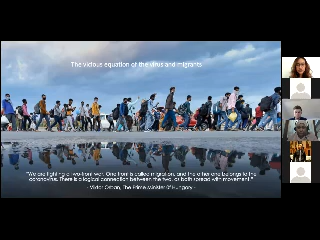 The vicious equation of the virus and migrants
"We are fighting a two-front war. One front is called migration, and the other one belongs to the
coronavirus. There is a logical connection between the two, as both spread with movement."
- Viktor Orban, The Prime Minister Of Hungary -